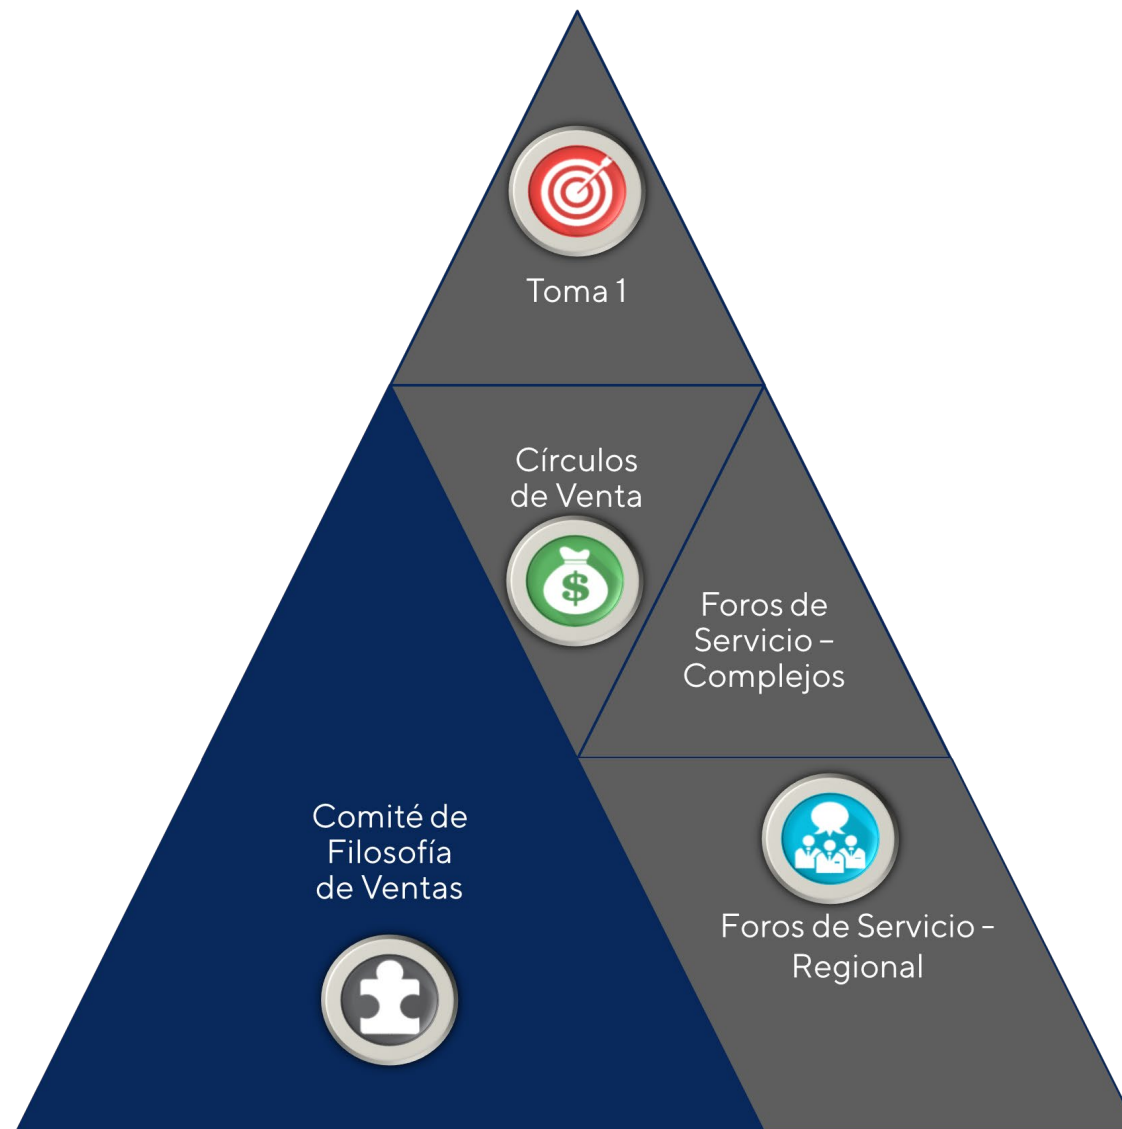 Toma 1
Círculos
de Venta
$
Foros de
Servicio –
Complejos
Comité de
Filosofía
de Ventas
Foros de Servicio -
Regional